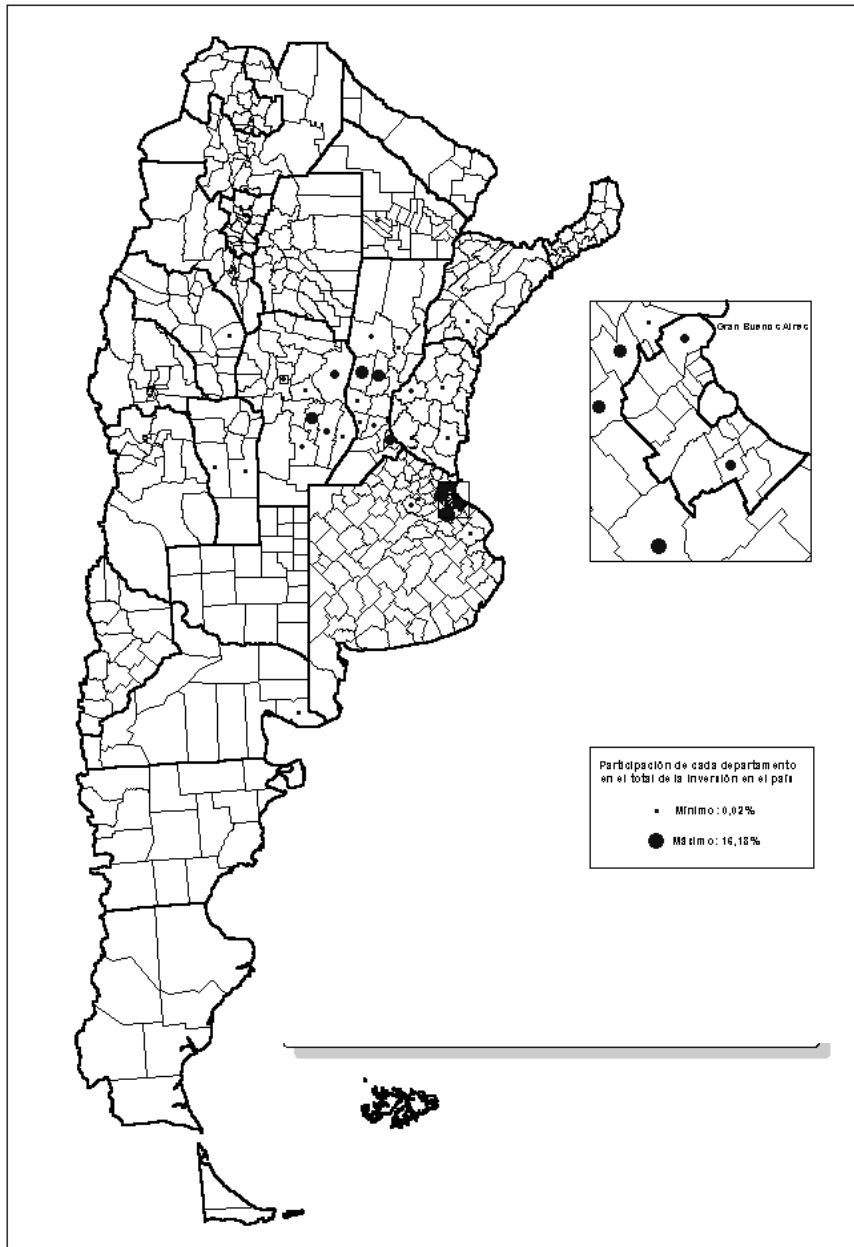 Gran Buenos Aires
Participación de cada departamento
en el total de la inversión en el país
Mínimo: 0,02%
Máximo: 16,18%